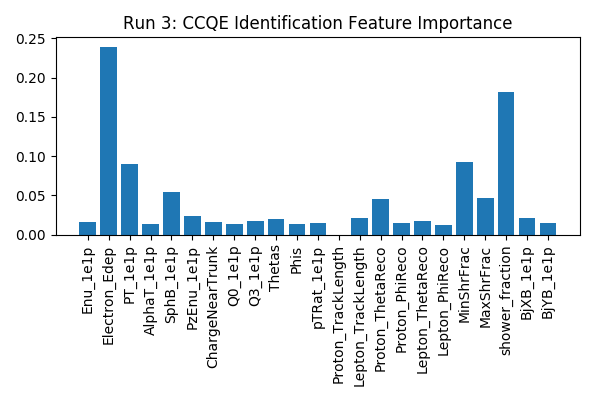 Run 3: CCQE Identification Feature Importance
0.25
0.20
0.15
0.10
0.05
0.00
Enu_1e1p
Electron_Edep
PT_1e1p
AlphaT_1e1p
SphB_1e1p
PzEnu_1e1p
ChargeNearTrunk
Q0_1e1p
Q3_1e1p
Thetas
Phis
pTRat_1e1p
Proton_TrackLength
Lepton_TrackLength
Proton_ThetaReco
Proton_PhiReco
Lepton_ThetaReco
Lepton_PhiReco
MinShrFrac
MaxShrFrac
shower_fraction
BjXB_1e1p
BjYB_1e1p